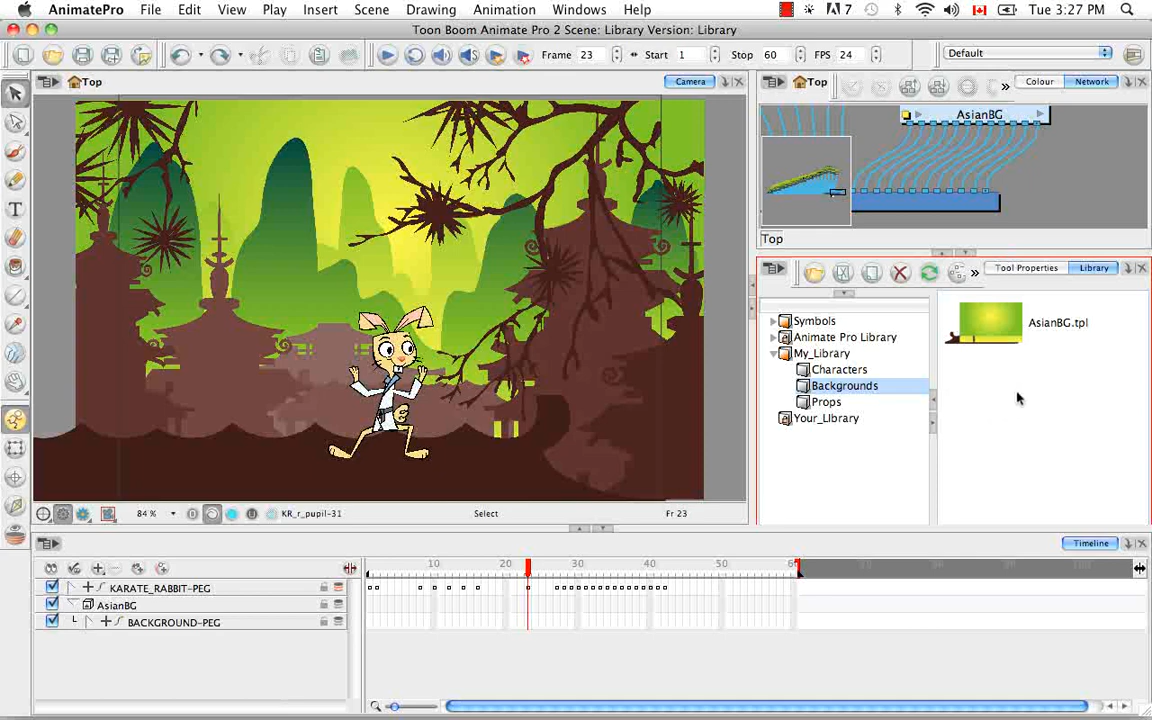 AnimatePro File Edit View Play Insert Scene Drawing Animation Windows Help 7 Tue 3:27 PM
Toon Boom Animate Pro 2 Scene: Library Version: Library
Frame 23 Start 1 Stop 60 FPS 24 Default
Top Camera
Top Colour Network
AsianBG
Top
Tool Properties Library
Symbols
Animate Pro Library
My_Library
Characters
Backgrounds
Props
Your_LIbrary
AsianBG.tpl
84 % KR_r_pupil-31 Select Fr 23
Timeline
10 20 30 40 50 60 100
KARATE_RABBIT-PEG
AsianBG
BACKGROUND-PEG